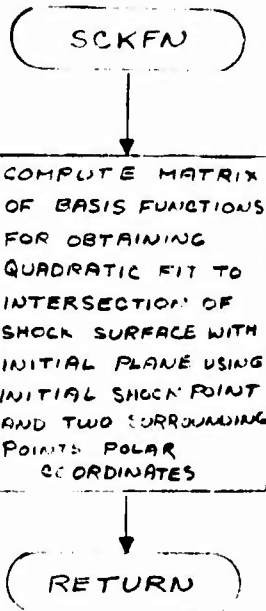 SCKFN
COMPUTE MATRIX
OF BASIS FUNCTIONS
FOR OBTAINING
QUADRATIC FIT TO
INTERSECTION OF
SHOCK SURFACE WITH
INITIAL PLANE USING
INITIAL SHOCK POINT
AND TWO SURROUNDING
POINTS POLAR
COORDINATES
RETURN